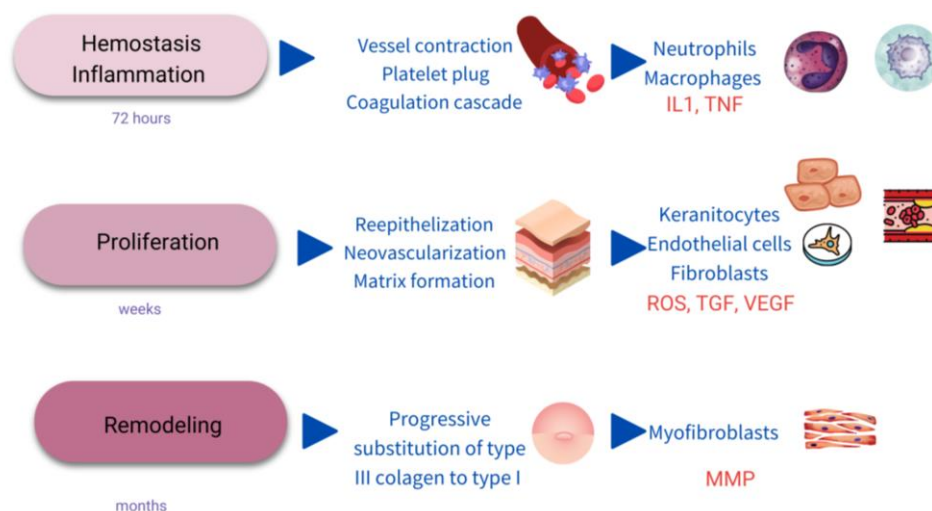 Hemostasis
Inflammation
72 hours
Vessel contraction
Platelet plug
Coagulation cascade
Neutrophils
Macrophages
IL1, TNF
Proliferation
weeks
Reepithelization
Neovascularization
Matrix formation
Keranitocytes
Endothelial cells
Fibroblasts
ROS, TGF, VEGF
Remodeling
months
Progressive
substitution of type
III colagen to type I
Myofibroblasts
MMP